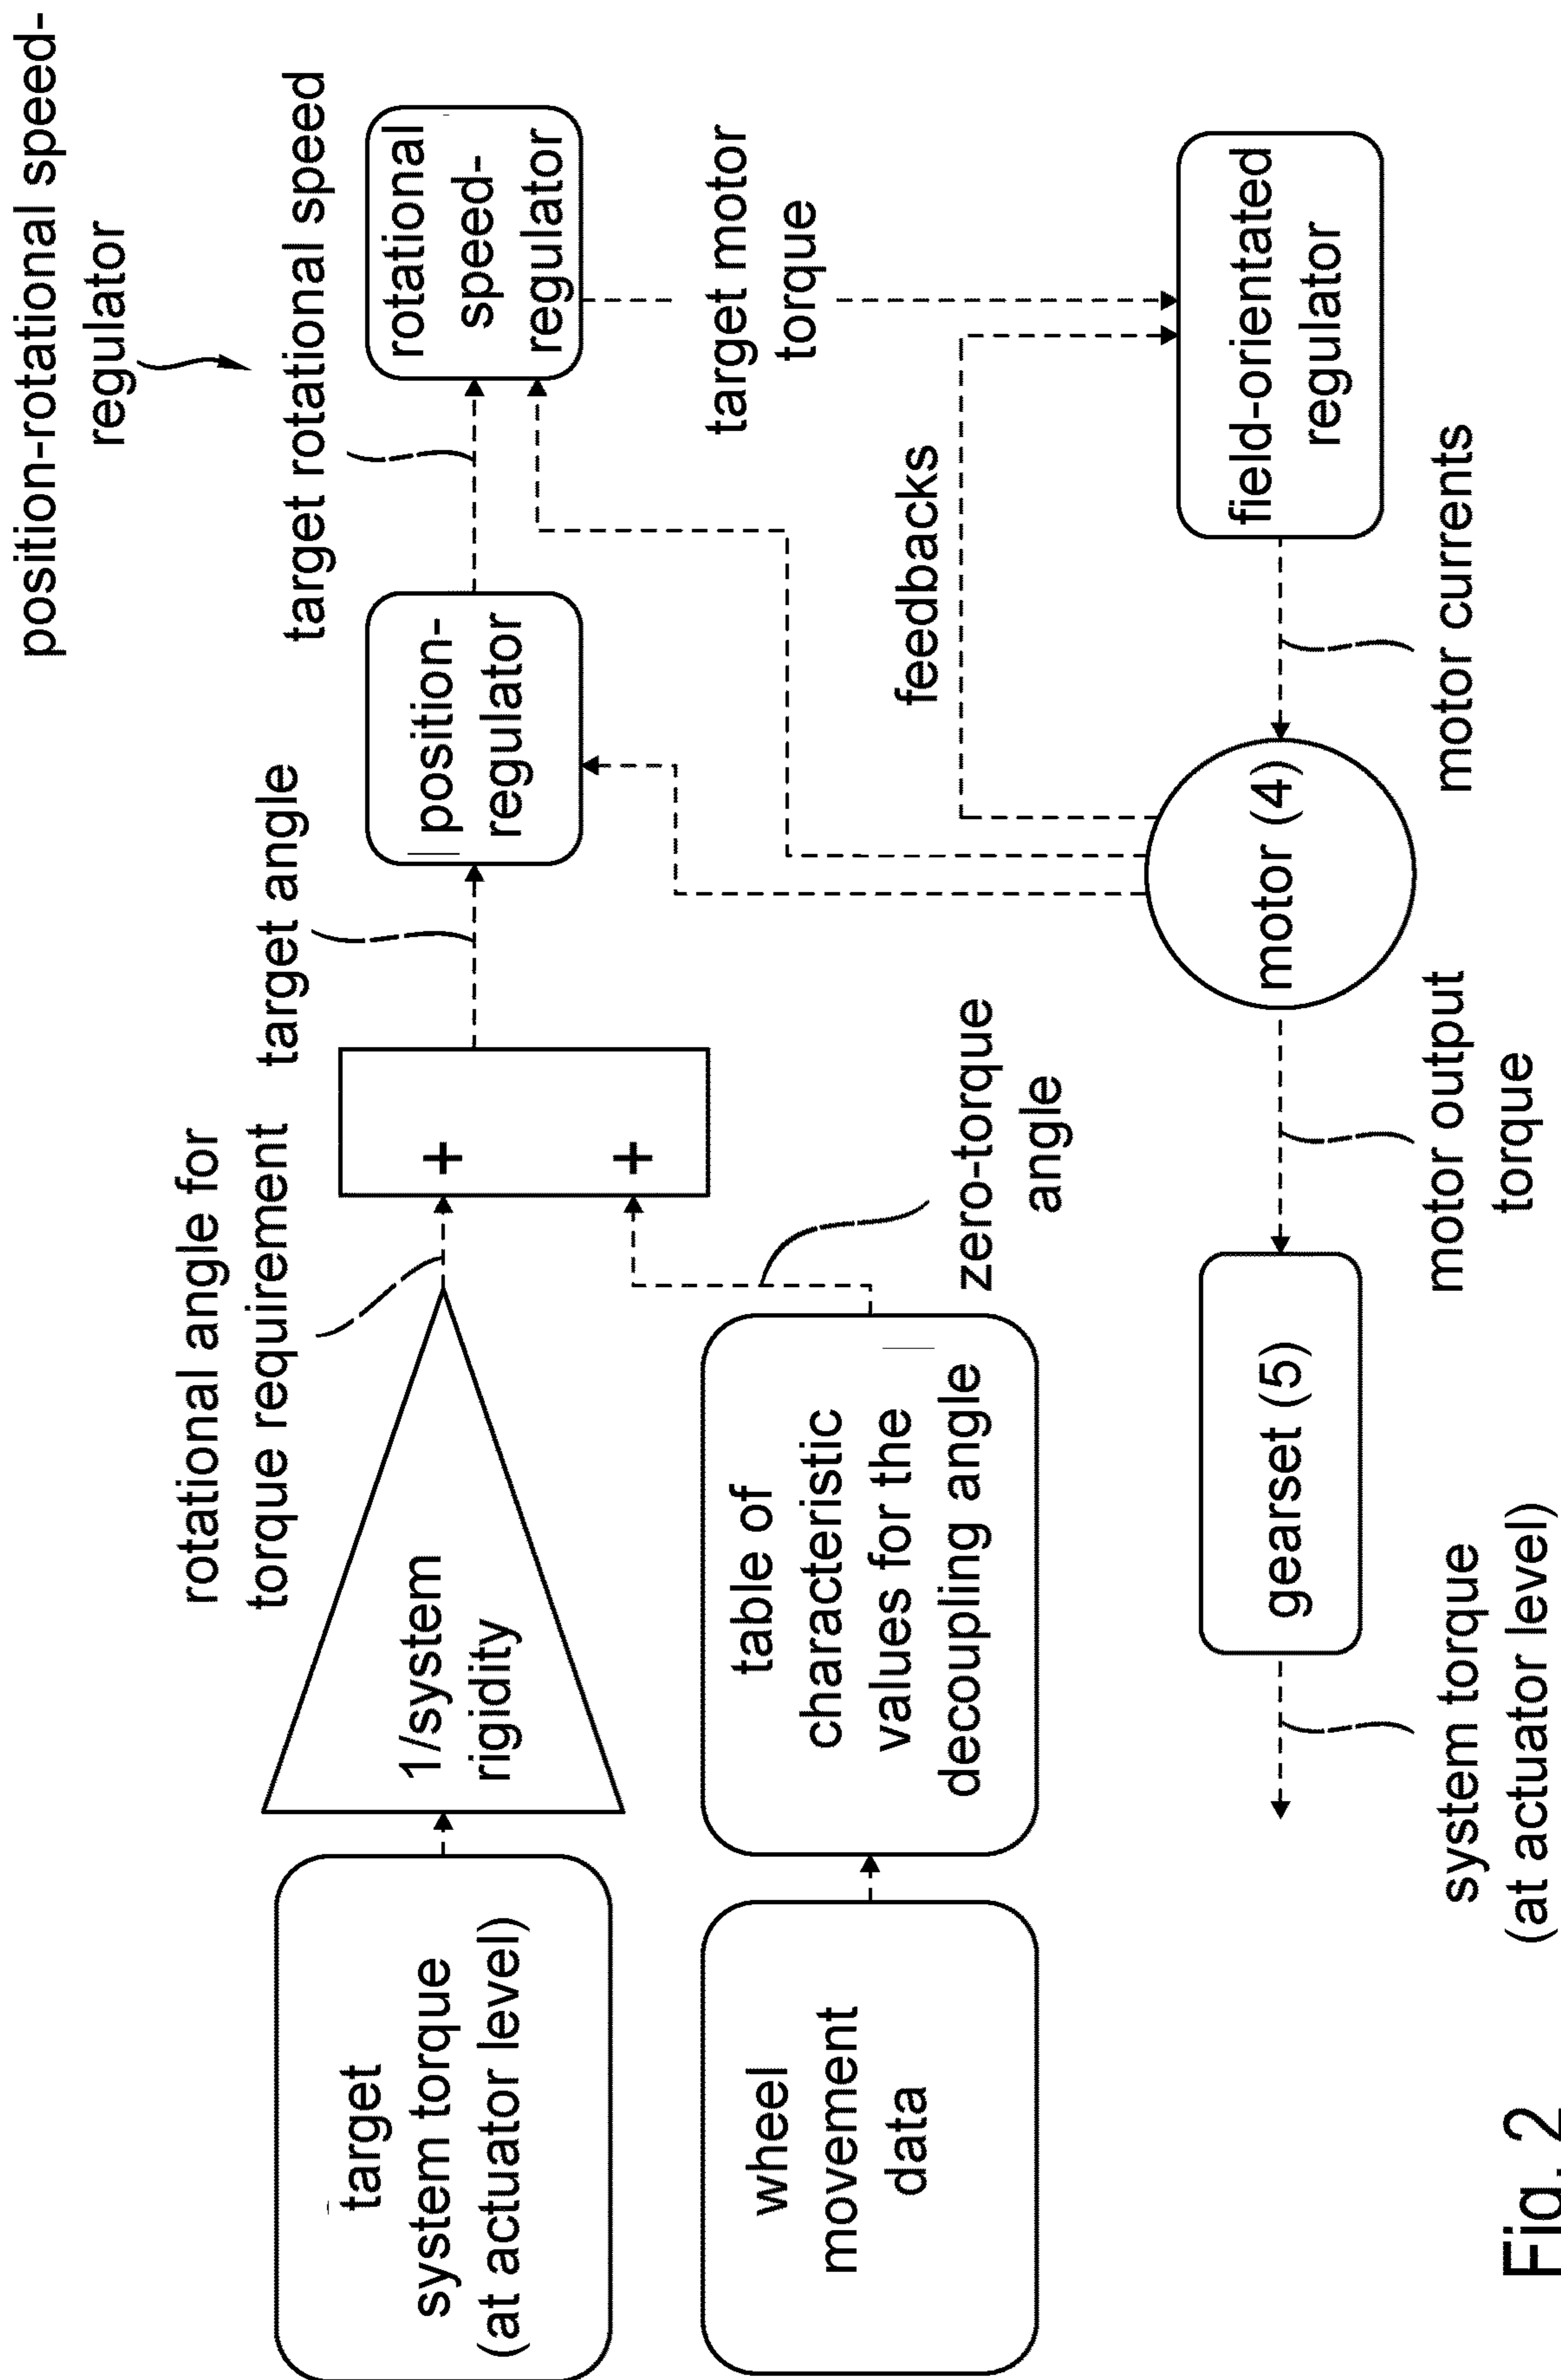 position-rotational speed-
regulator
rotational angle for
torque requirement
target angle
target rotational speed
target
system torque
(at actuator level)
1/system
rigidity
+
+
position-
regulator
rotational
speed-
regulator
wheel
movement
data
table of
characteristic
values for the
decoupling angle
zero-torque
angle
feedbacks
target motor
torque
gearset (5)
motor (4)
field-orientated
regulator
system torque
(at actuator level)
motor output
torque
motor currents
Fig. 2